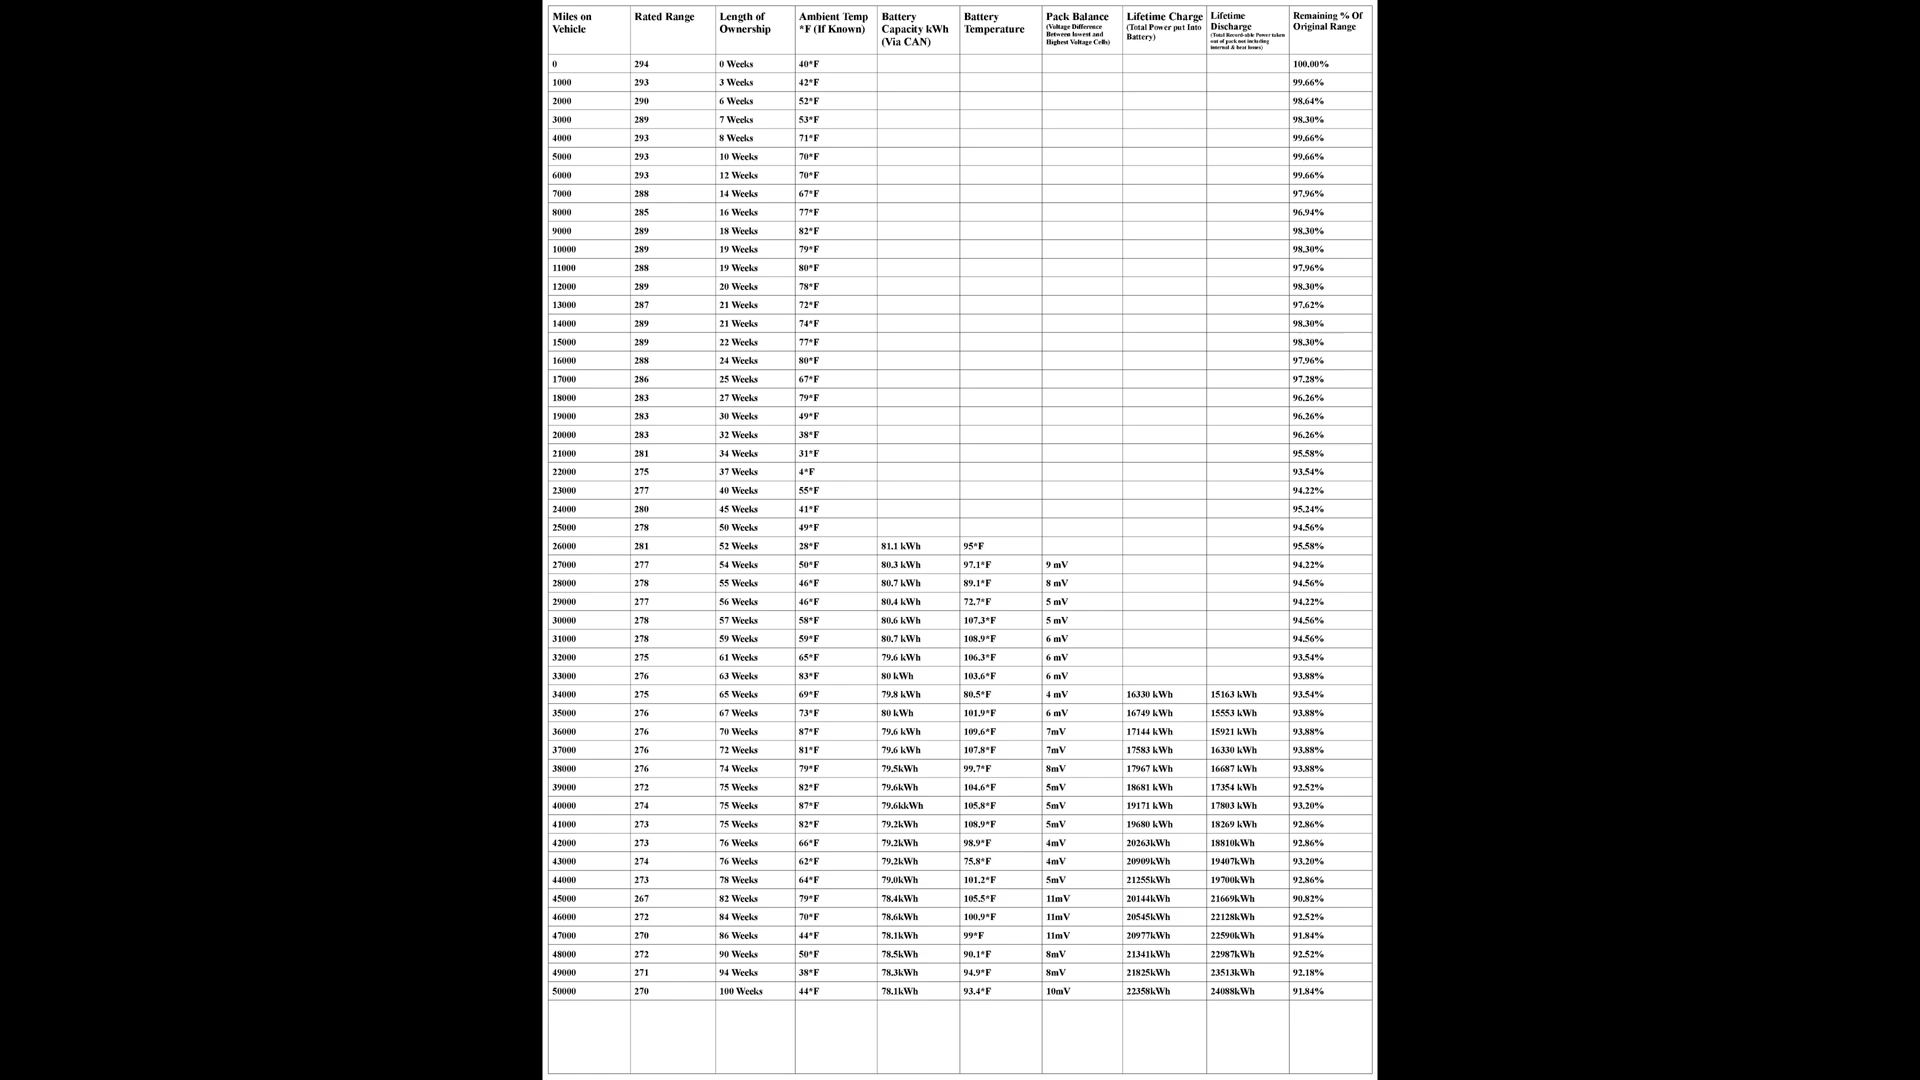 Miles on Vehicle Rated Range Length of Ownership Ambient Temp *F (If Known) Battery Capacity kWh (Via CAN) Battery Temperature Pack Balance (Voltage Difference Between lowest and Highest Voltage Cells) Lifetime Charge (Total Power put Into Battery) Lifetime Discharge (Total Record-able Power taken out of pack not including internal & heat losses) Remaining % Of Original Range
0 294 0 Weeks 40*F 100.00%
1000 293 3 Weeks 42*F 99.66%
2000 290 6 Weeks 52*F 98.64%
3000 289 7 Weeks 53*F 98.30%
4000 293 8 Weeks 71*F 99.66%
5000 293 10 Weeks 70*F 99.66%
6000 293 12 Weeks 70*F 99.66%
7000 288 14 Weeks 67*F 97.96%
8000 285 16 Weeks 77*F 96.94%
9000 289 18 Weeks 82*F 98.30%
10000 289 19 Weeks 79*F 98.30%
11000 288 19 Weeks 80*F 97.96%
12000 289 20 Weeks 78*F 98.30%
13000 287 21 Weeks 72*F 97.62%
14000 289 21 Weeks 74*F 98.30%
15000 289 22 Weeks 77*F 98.30%
16000 288 24 Weeks 80*F 97.96%
17000 286 25 Weeks 67*F 97.28%
18000 283 27 Weeks 79*F 96.26%
19000 283 30 Weeks 49*F 96.26%
20000 283 32 Weeks 38*F 96.26%
21000 281 34 Weeks 31*F 95.58%
22000 275 37 Weeks 4*F 93.54%
23000 277 40 Weeks 55*F 94.22%
24000 280 45 Weeks 41*F 95.24%
25000 278 50 Weeks 49*F 94.56%
26000 281 52 Weeks 28*F 81.1 kWh 95*F 95.58%
27000 277 54 Weeks 50*F 80.3 kWh 97.1*F 9 mV 94.22%
28000 278 55 Weeks 46*F 80.7 kWh 89.1*F 8 mV 94.56%
29000 277 56 Weeks 46*F 80.4 kWh 72.7*F 5 mV 94.22%
30000 278 57 Weeks 58*F 80.6 kWh 107.3*F 5 mV 94.56%
31000 278 59 Weeks 59*F 80.7 kWh 108.9*F 6 mV 94.56%
32000 275 61 Weeks 65*F 79.6 kWh 106.3*F 6 mV 93.54%
33000 276 63 Weeks 83*F 80 kWh 103.6*F 6 mV 93.88%
34000 275 65 Weeks 69*F 79.8 kWh 80.5*F 4 mV 16330 kWh 15163 kWh 93.54%
35000 276 67 Weeks 73*F 80 kWh 101.9*F 6 mV 16749 kWh 15553 kWh 93.88%
36000 276 70 Weeks 87*F 79.6 kWh 109.6*F 7mV 17144 kWh 15921 kWh 93.88%
37000 276 72 Weeks 81*F 79.6 kWh 107.8*F 7mV 17583 kWh 16330 kWh 93.88%
38000 276 74 Weeks 79*F 79.5kWh 99.7*F 8mV 17967 kWh 16687 kWh 93.88%
39000 272 75 Weeks 82*F 79.6kWh 104.6*F 5mV 18681 kWh 17354 kWh 92.52%
40000 274 75 Weeks 87*F 79.6kkWh 105.8*F 5mV 19171 kWh 17803 kWh 93.20%
41000 273 75 Weeks 82*F 79.2kWh 108.9*F 5mV 19680 kWh 18269 kWh 92.86%
42000 273 76 Weeks 66*F 79.2kWh 98.9*F 4mV 20263kWh 18810kWh 92.86%
43000 274 76 Weeks 62*F 79.2kWh 75.8*F 4mV 20909kWh 19407kWh 93.20%
44000 273 78 Weeks 64*F 79.0kWh 101.2*F 5mV 21255kWh 19700kWh 92.86%
45000 267 82 Weeks 79*F 78.4kWh 105.5*F 11mV 20144kWh 21669kWh 90.82%
46000 272 84 Weeks 70*F 78.6kWh 100.9*F 11mV 20545kWh 22128kWh 92.52%
47000 270 86 Weeks 44*F 78.1kWh 99*F 11mV 20977kWh 22590kWh 91.84%
48000 272 90 Weeks 50*F 78.5kWh 90.1*F 8mV 21341kWh 22987kWh 92.52%
49000 271 94 Weeks 38*F 78.3kWh 94.9*F 8mV 21825kWh 23513kWh 92.18%
50000 270 100 Weeks 44*F 78.1kWh 93.4*F 10mV 22358kWh 24088kWh 91.84%